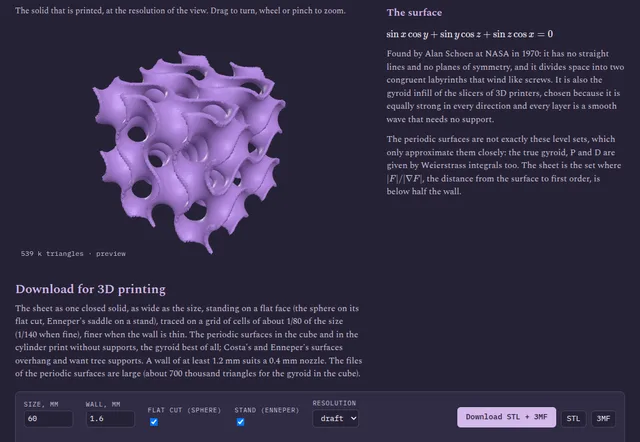 The solid that is printed, at the resolution of the view. Drag to turn, wheel or pinch to zoom.
539 k triangles · preview
Download for 3D printing
The sheet as one closed solid, as wide as the size, standing on a flat face (the sphere on its
flat cut, Enneper's saddle on a stand), traced on a grid of cells of about 1/80 of the size
(1/140 when fine), finer when the wall is thin. The periodic surfaces in the cube and in the
cylinder print without supports, the gyroid best of all; Costa's and Enneper's surfaces
overhang and want tree supports. A wall of at least 1.2 mm suits a 0.4 mm nozzle. The files
of the periodic surfaces are large (about 700 thousand triangles for the gyroid in the cube).
The surface
sin x cos y + sin y cos z + sin z cos x = 0
Found by Alan Schoen at NASA in 1970: it has no straight
lines and no planes of symmetry, and it divides space into two
congruent labyrinths that wind like screws. It is also the
gyroid infill of the slicers of 3D printers, chosen because it is
equally strong in every direction and every layer is a smooth
wave that needs no support.
The periodic surfaces are not exactly these level sets, which
only approximate them closely: the true gyroid, P and D are
given by Weierstrass integrals too. The sheet is the set where
|F|/|∇F|, the distance from the surface to first order, is
below half the wall.
SIZE, MM
60
WALL, MM
1.6
FLAT CUT (SPHERE)
STAND (ENNEPER)
RESOLUTION
draft
Download STL + 3MF
STL
3MF